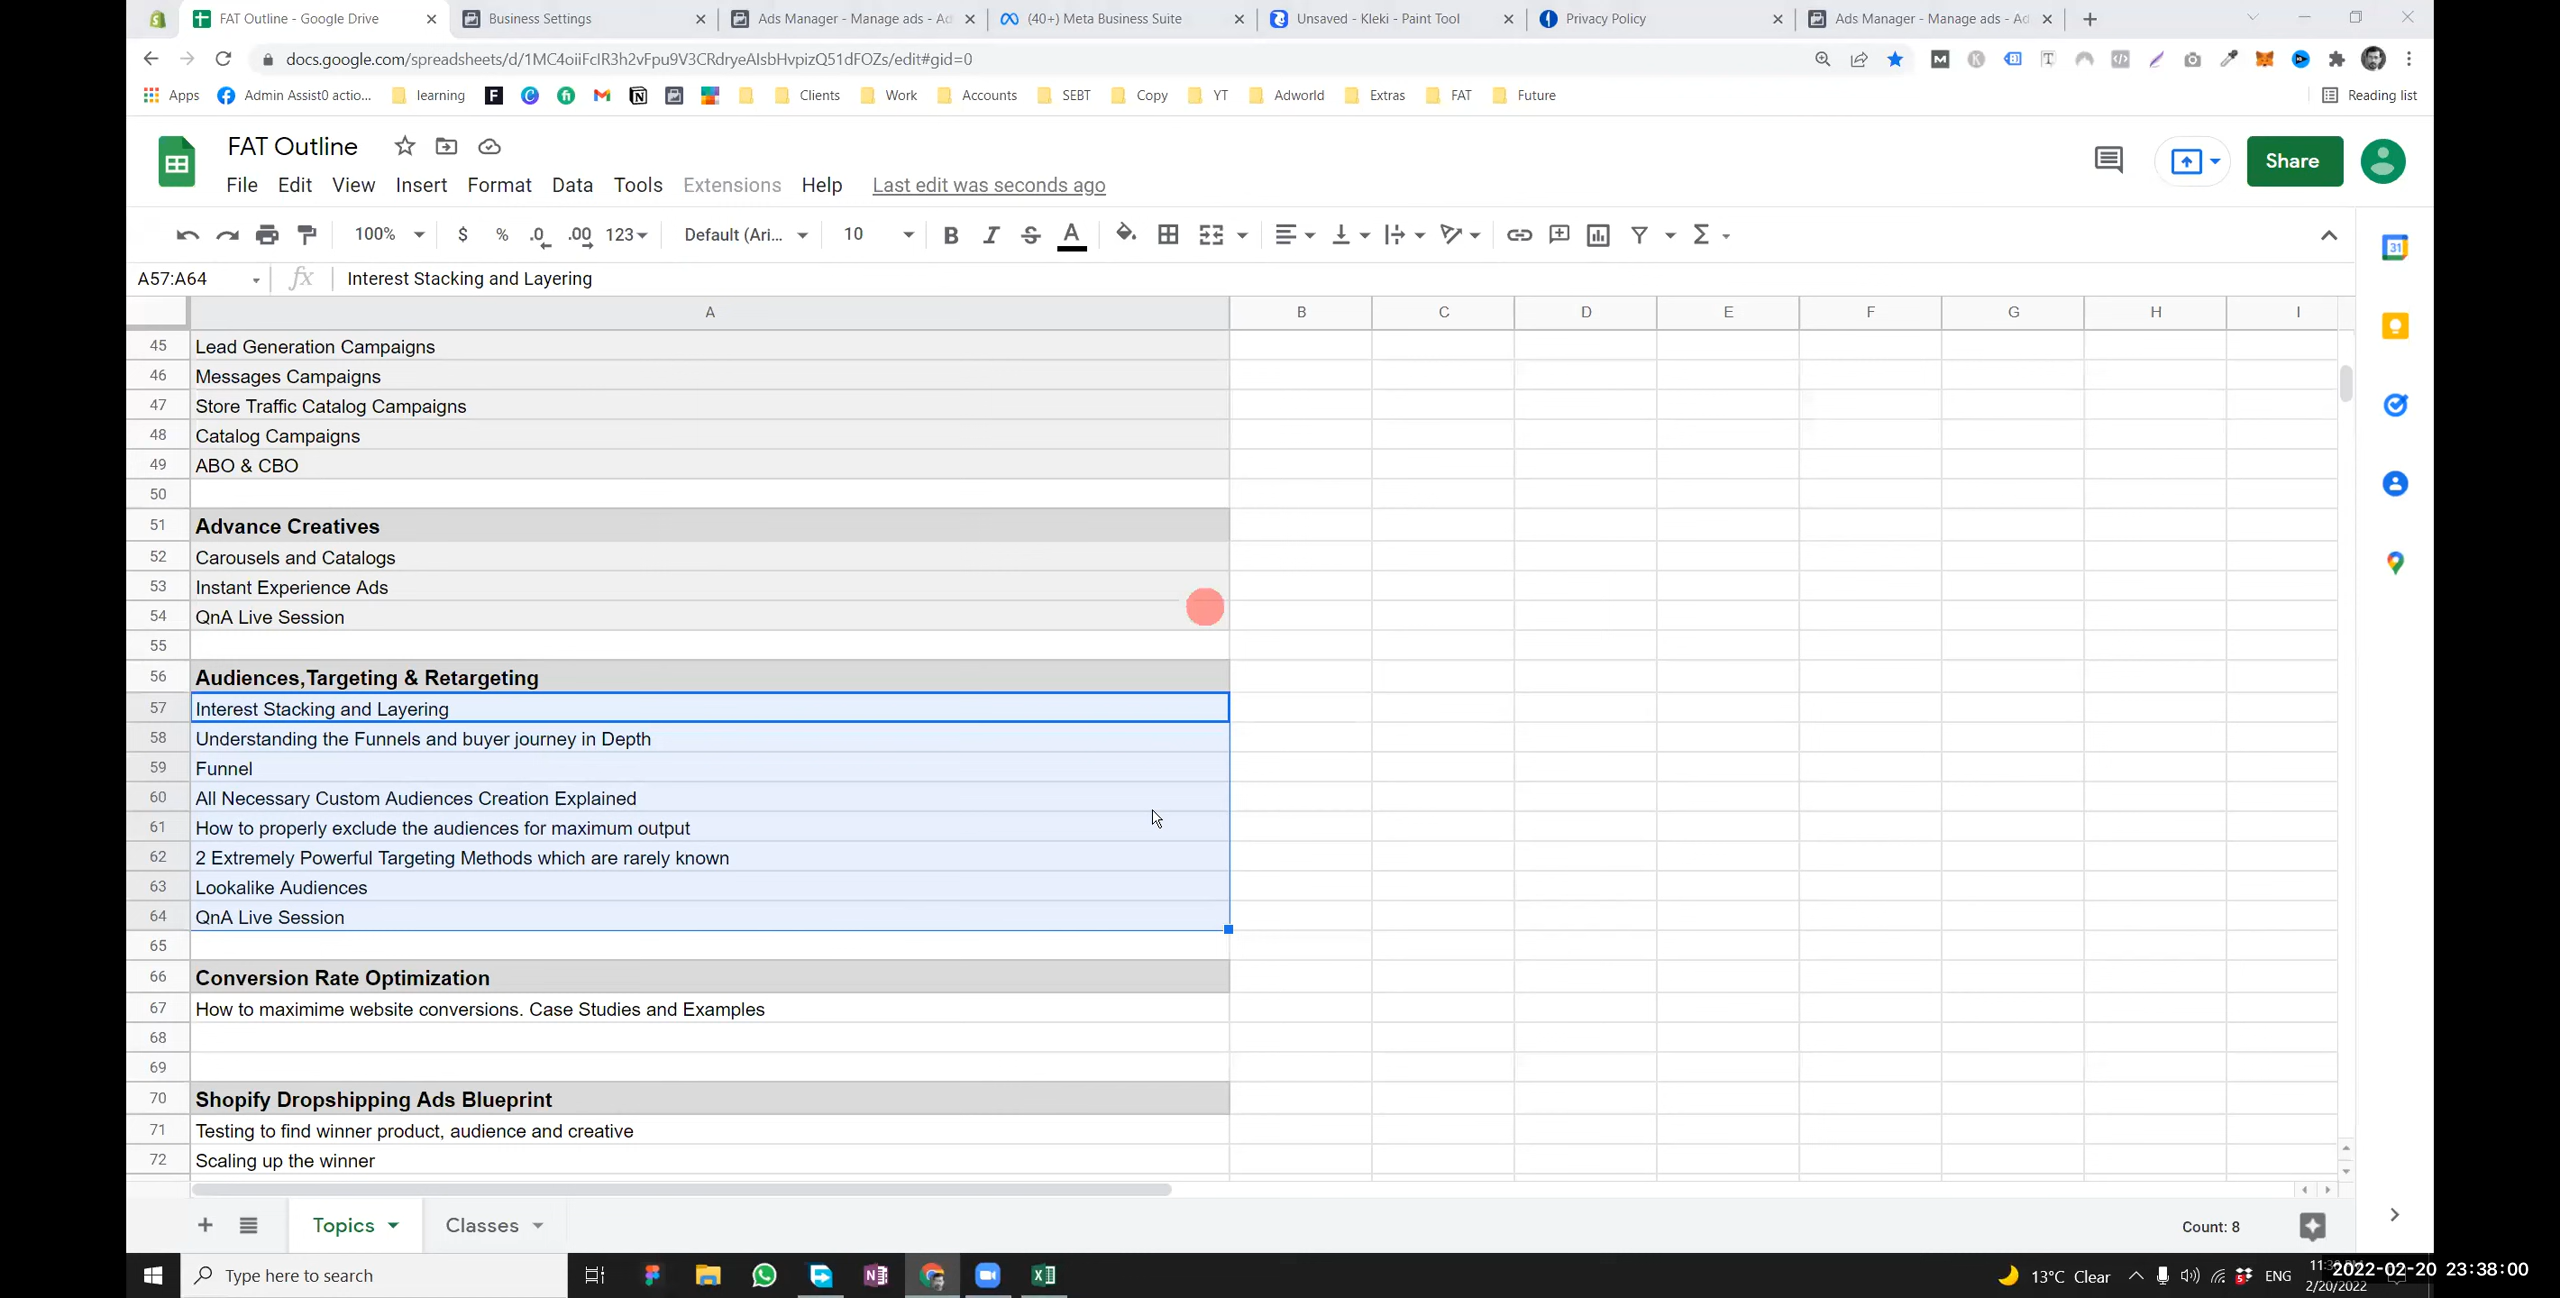 FAT Outline - Google Drive
Business Settings
Ads Manager - Manage ads - Ad
(40+) Meta Business Suite
Unsaved - Kleki - Paint Tool
Privacy Policy
Ads Manager - Manage ads - Ad
docs.google.com/spreadsheets/d/1MC4oiiFcIR3h2vFpu9V3CRdryeAIsbHvpizQ51dFOZs/edit#gid=0
Apps
Admin Assist0 actio...
learning
Clients
Work
Accounts
SEBT
Copy
YT
Adworld
Extras
FAT
Future
Reading list
FAT Outline
File Edit View Insert Format Data Tools Extensions Help Last edit was seconds ago
Share
100% $ % .0 .00 123 Default (Ari... 10 B I S A
A57:A64 fx Interest Stacking and Layering
A B C D E F G H I
45 Lead Generation Campaigns
46 Messages Campaigns
47 Store Traffic Catalog Campaigns
48 Catalog Campaigns
49 ABO & CBO
50
51 Advance Creatives
52 Carousels and Catalogs
53 Instant Experience Ads
54 QnA Live Session
55
56 Audiences,Targeting & Retargeting
57 Interest Stacking and Layering
58 Understanding the Funnels and buyer journey in Depth
59 Funnel
60 All Necessary Custom Audiences Creation Explained
61 How to properly exclude the audiences for maximum output
62 2 Extremely Powerful Targeting Methods which are rarely known
63 Lookalike Audiences
64 QnA Live Session
65
66 Conversion Rate Optimization
67 How to maximime website conversions. Case Studies and Examples
68
69
70 Shopify Dropshipping Ads Blueprint
71 Testing to find winner product, audience and creative
72 Scaling up the winner
Topics
Classes
Count: 8
Type here to search
13°C Clear
ENG
2/20/2022
2022-02-20 23:38:00